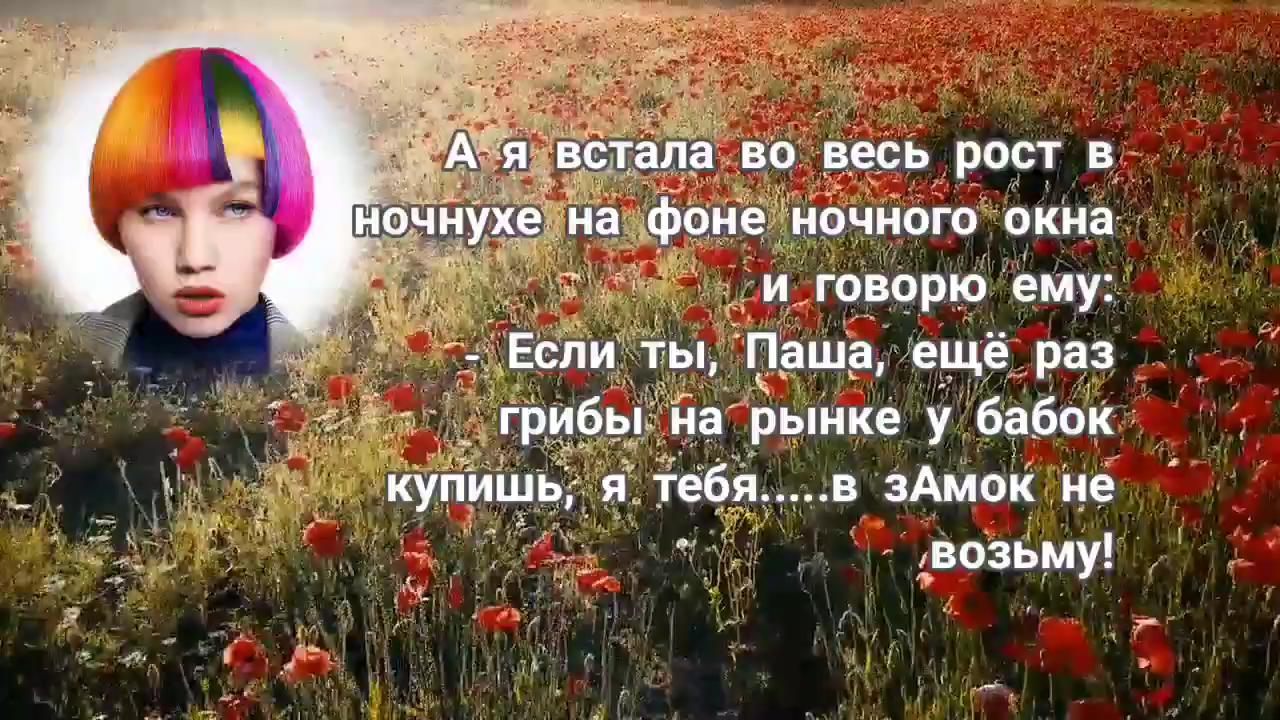 А я встала во весь рост в
ночнухе на фоне ночного окна
и говорю ему:
- Если ты, Паша, ещё раз
грибы на рынке у бабок
купишь, я тебя.....в зАмок не
возьму!